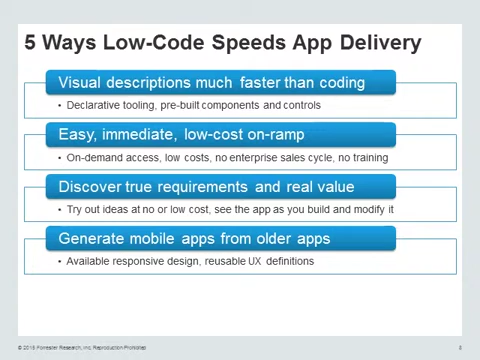 5 Ways Low-Code Speeds App Delivery
Visual descriptions much faster than coding
• Declarative tooling, pre-built components and controls
Easy, immediate, low-cost on-ramp
• On-demand access, low costs, no enterprise sales cycle, no training
Discover true requirements and real value
• Try out ideas at no or low cost, see the app as you build and modify it
Generate mobile apps from older apps
• Available responsive design, reusable UX definitions
Forrester Research, Inc. Reproduction Prohibited